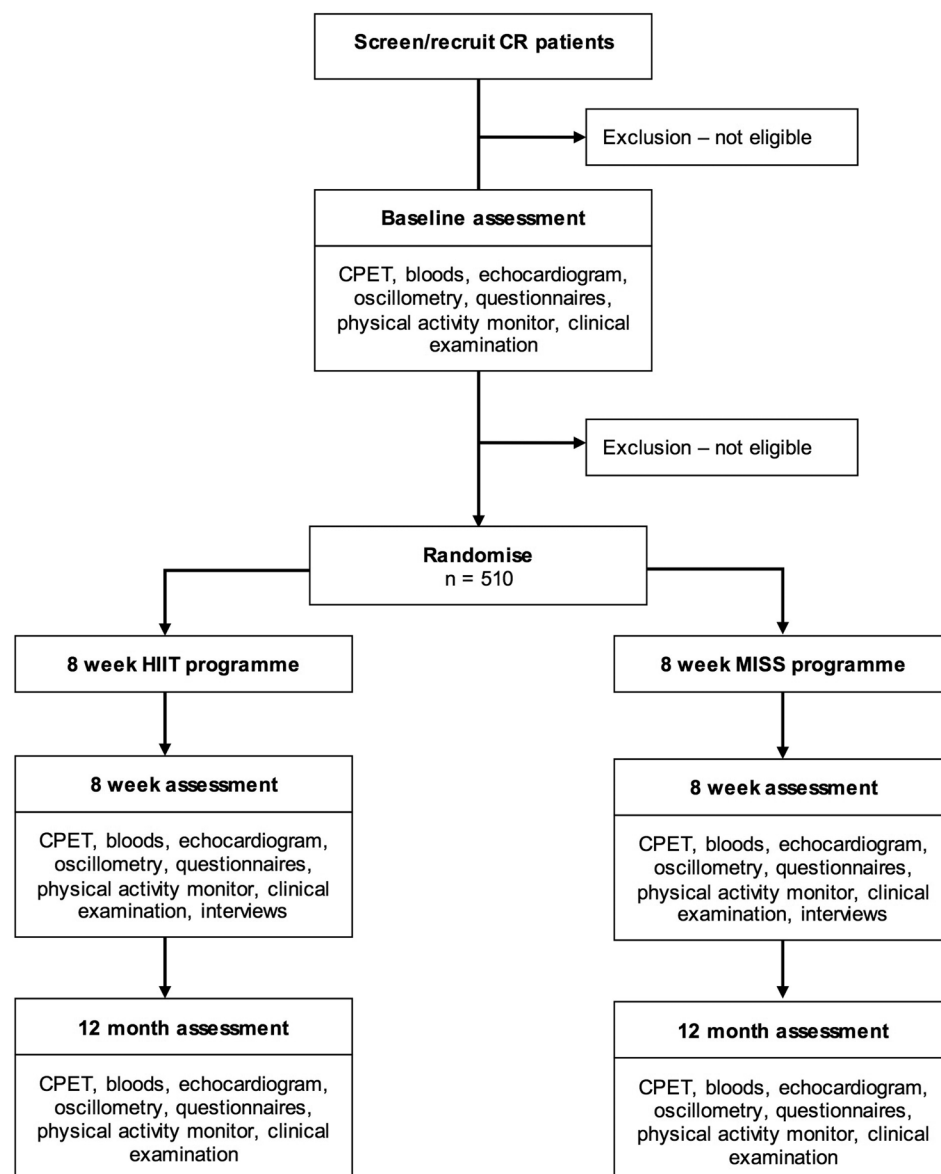 Screen/recruit CR patients
Exclusion – not eligible
Baseline assessment
CPET, bloods, echocardiogram,
oscillometry, questionnaires,
physical activity monitor, clinical
examination
Exclusion – not eligible
Randomise
n = 510
8 week HIIT programme
8 week assessment
CPET, bloods, echocardiogram,
oscillometry, questionnaires,
physical activity monitor, clinical
examination, interviews
12 month assessment
CPET, bloods, echocardiogram,
oscillometry, questionnaires,
physical activity monitor, clinical
examination
8 week MISS programme
8 week assessment
CPET, bloods, echocardiogram,
oscillometry, questionnaires,
physical activity monitor, clinical
examination, interviews
12 month assessment
CPET, bloods, echocardiogram,
oscillometry, questionnaires,
physical activity monitor, clinical
examination